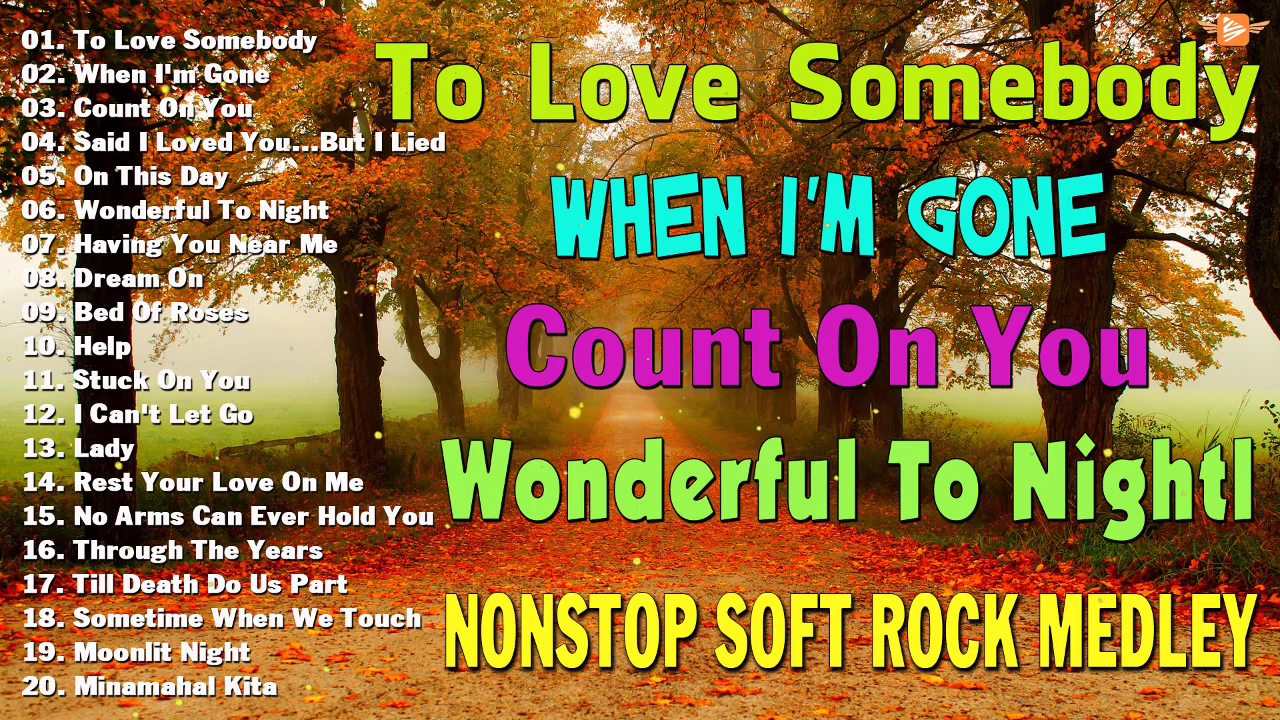 01. To Love Somebody
02. When I'm Gone
03. Count On You
04. Said I Loved You...But I Lied
05. On This Day
06. Wonderful To Night
07. Having You Near Me
08. Dream On
09. Bed Of Roses
10. Help
11. Stuck On You
12. I Can't Let Go
13. Lady
14. Rest Your Love On Me
15. No Arms Can Ever Hold You
16. Through The Years
17. Till Death Do Us Part
18. Sometime When We Touch
19. Moonlit Night
20. Minamahal Kita
To Love Somebody
WHEN I'M GONE
Count On You
Wonderful To Nightl
NONSTOP SOFT ROCK MEDLEY